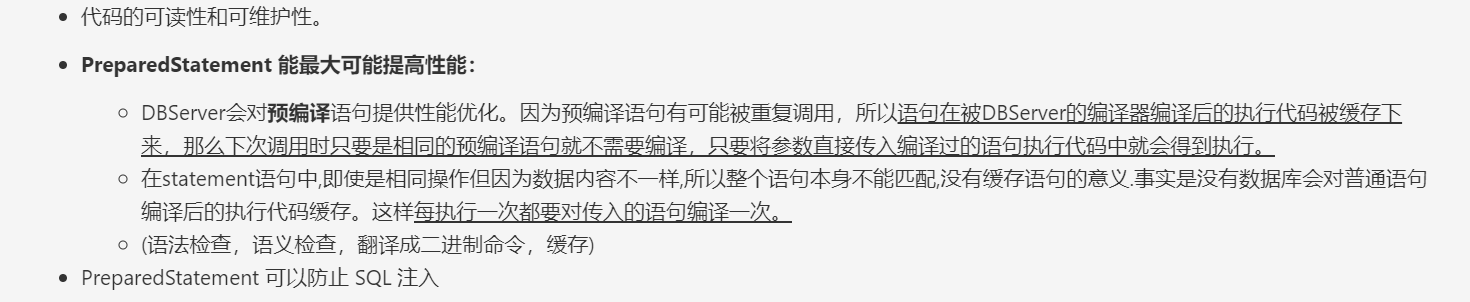 代码的可读性和可维护性。
PreparedStatement 能最大可能提高性能：
DBServer会对预编译语句提供性能优化。因为预编译语句有可能被重复调用，所以语句在被DBServer的编译器编译后的执行代码被缓存下
来，那么下次调用时只要是相同的预编译语句就不需要编译，只要将参数直接传入编译过的语句执行代码中就会得到执行。
在statement语句中,即使是相同操作但因为数据内容不一样,所以整个语句本身不能匹配,没有缓存语句的意义.事实是没有数据库会对普通语句
编译后的执行代码缓存。这样每执行一次都要对传入的语句编译一次。
(语法检查，语义检查，翻译成二进制命令，缓存)
PreparedStatement 可以防止 SQL 注入